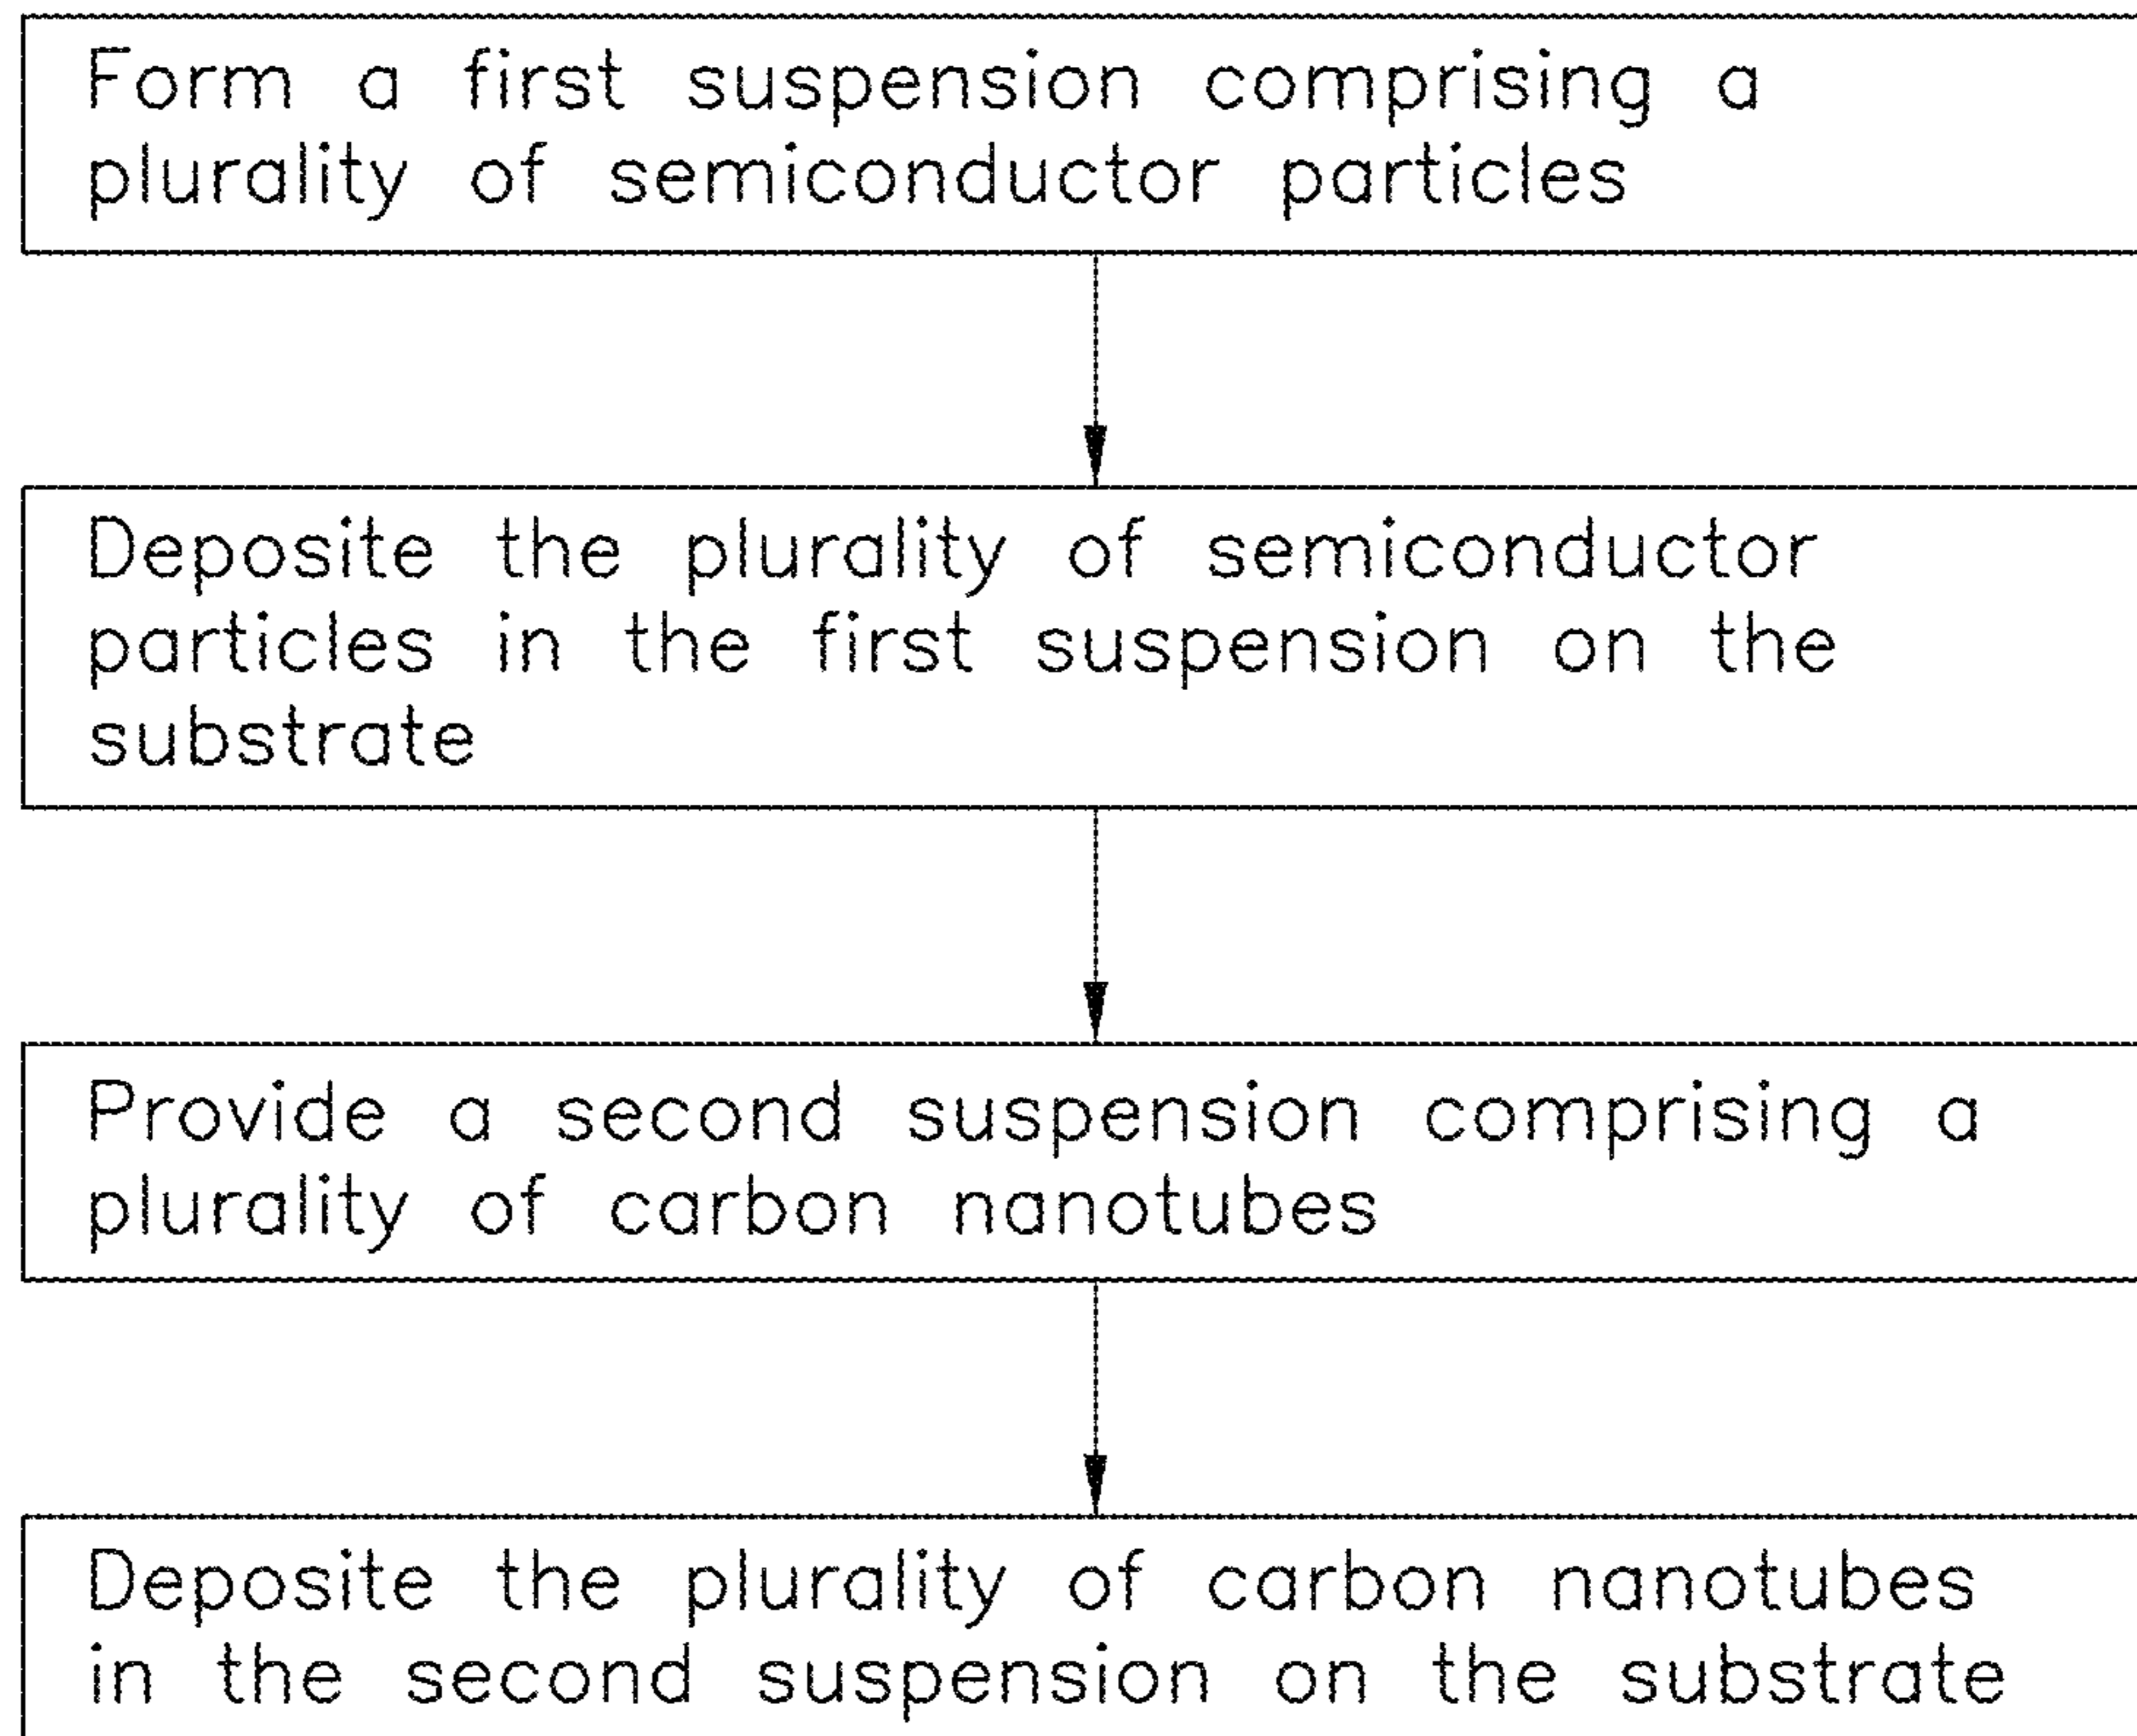 Form a first suspension comprising a
plurality of semiconductor particles
Deposite the plurality of semiconductor
particles in the first suspension on the
substrate
Provide a second suspension comprising a
plurality of carbon nanotubes
Deposite the plurality of carbon nanotubes
in the second suspension on the substrate